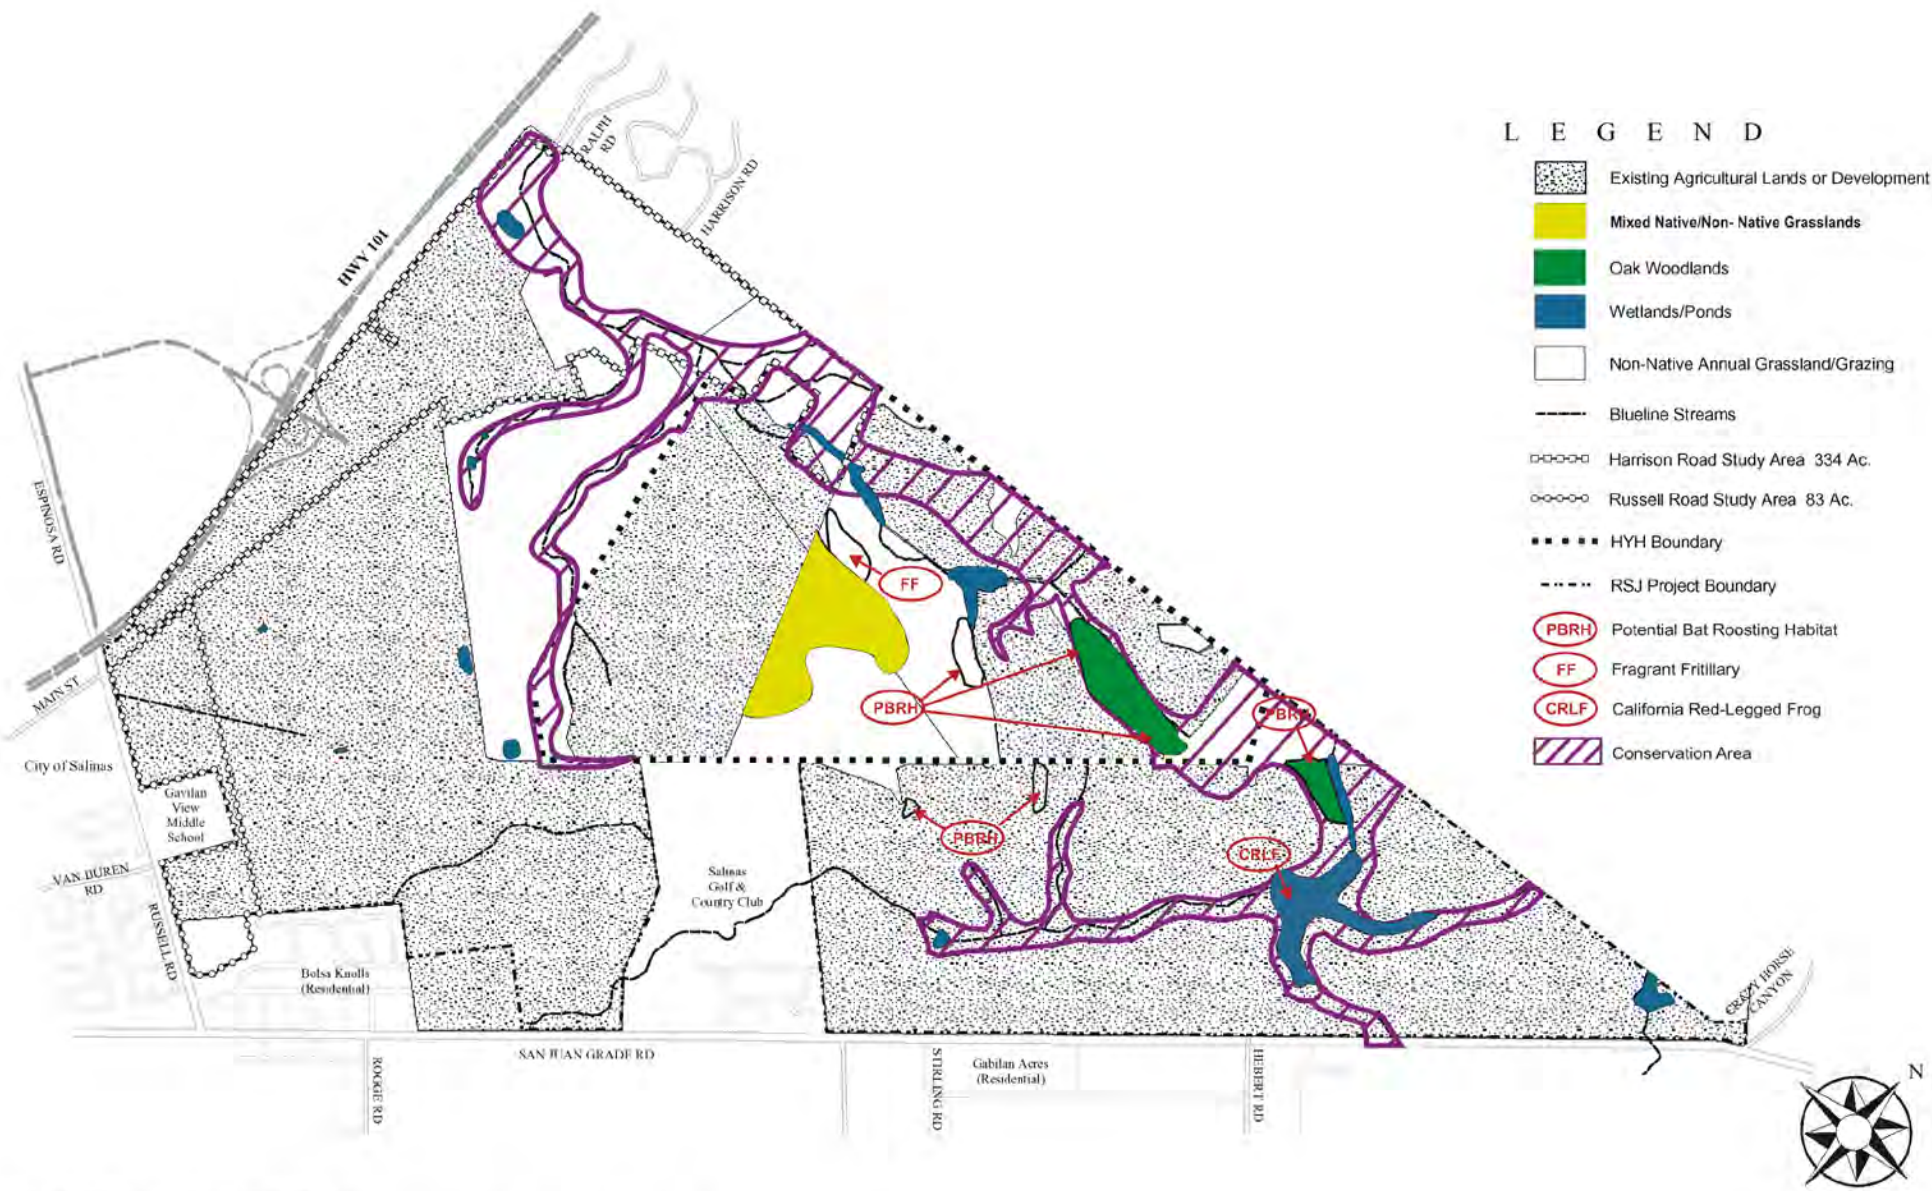 L E G E N D
Existing Agricultural Lands or Development
Mixed Native/Non- Native Grasslands
Oak Woodlands
Wetlands/Ponds
Non-Native Annual Grassland/Grazing
Blueline Streams
Harrison Road Study Area 334 Ac.
Russell Road Study Area 83 Ac.
HYH Boundary
RSJ Project Boundary
PBRH Potential Bat Roosting Habitat
FF Fragrant Fritillary
CRLF California Red-Legged Frog
Conservation Area
RALPH
RD
HARRISON RD
HWY 101
ESPINOSA RD
MAIN ST
City of Salinas
Gavilan
View
Middle
School
VAN BUREN
RD
RUSSELL RD
Bolsa Knolls
(Residential)
FF
PBRH
PBRH
PBRH
CRLF
Salinas
Golf &
Country Club
SAN JUAN GRADE RD
ROGGE RD
STIRLING RD
Gabilan Acres
(Residential)
HEBERT RD
CRAZY HORSE
CANYON
N